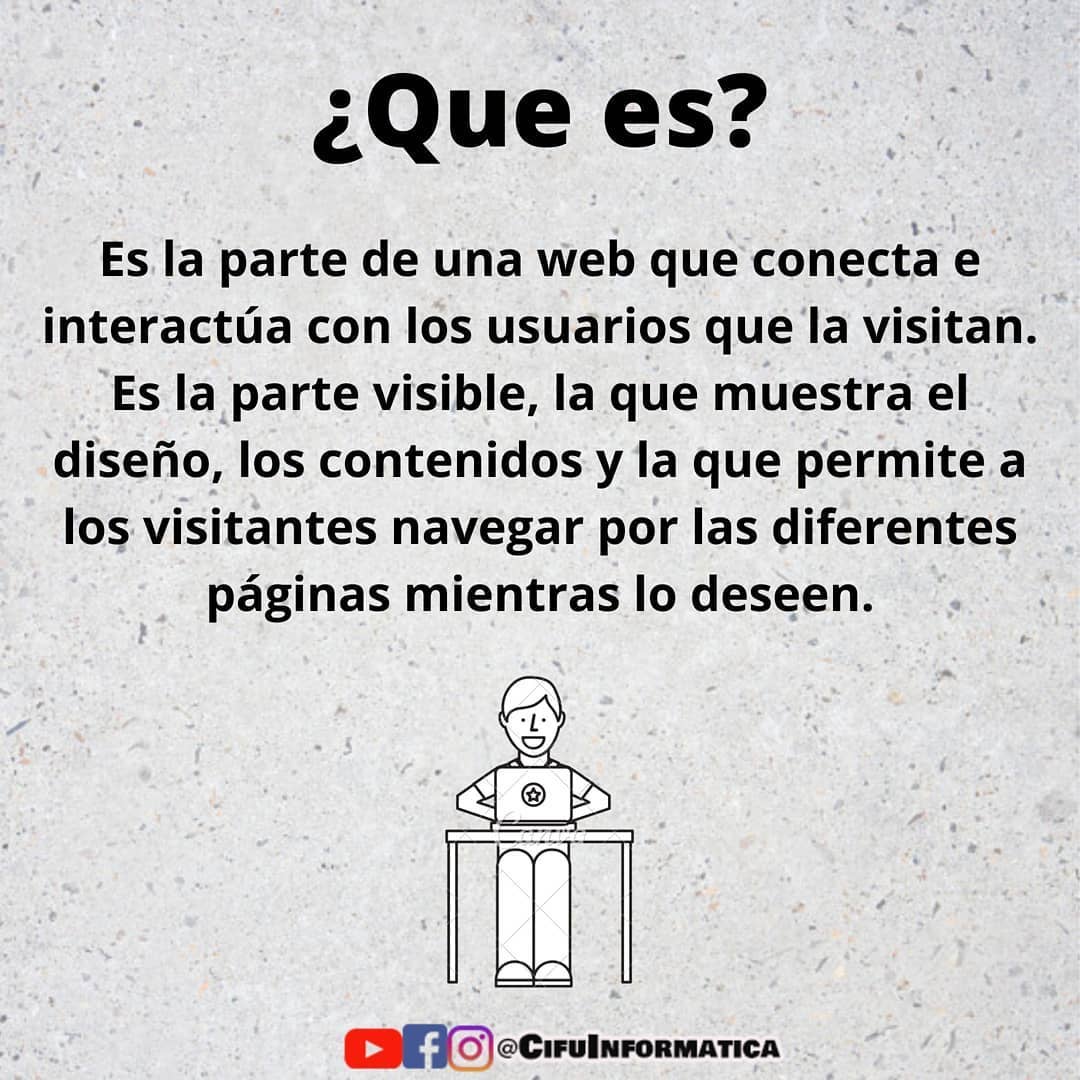 ¿Que es?
Es la parte de una web que conecta e
interactúa con los usuarios que la visitan.
Es la parte visible, la que muestra el
diseño, los contenidos y la que permite a
los visitantes navegar por las diferentes
páginas mientras lo deseen.
Canva
@CIFUINFORMATICA